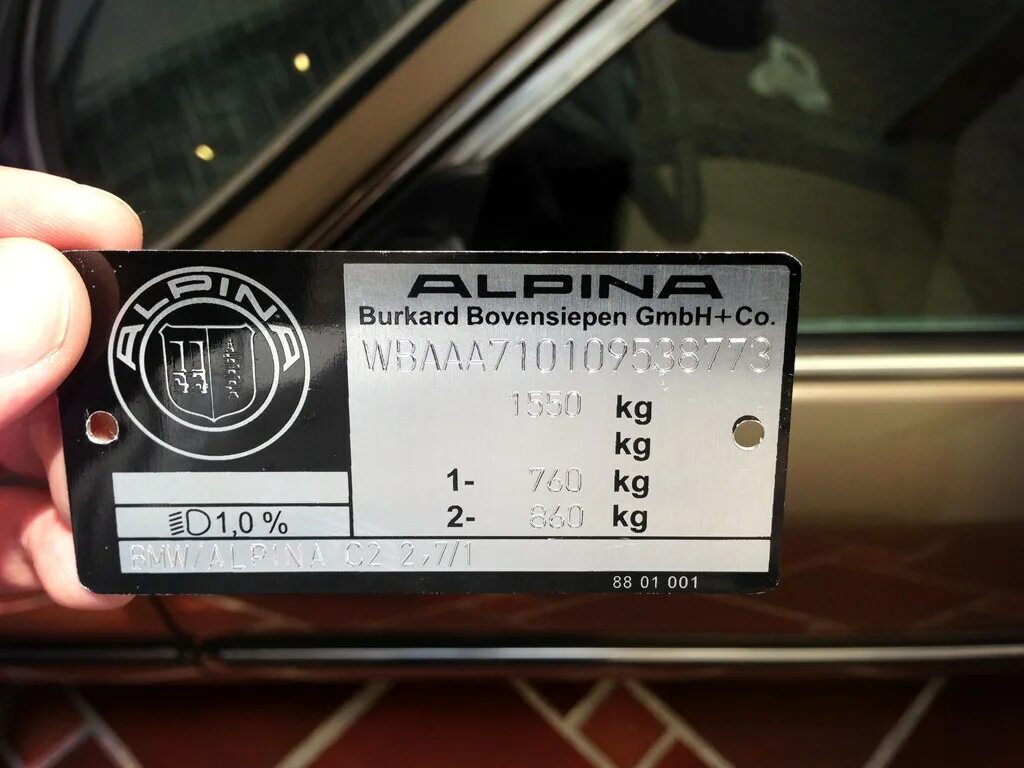 ALPINA
ALPINA
Burkard Bovensiepen GmbH+Co.
WBAAA710109538773
1550 kg
kg
1- 760 kg
2- 860 kg
1,0 %
BMW/ALPINA C2 2,7/1
88 01 001